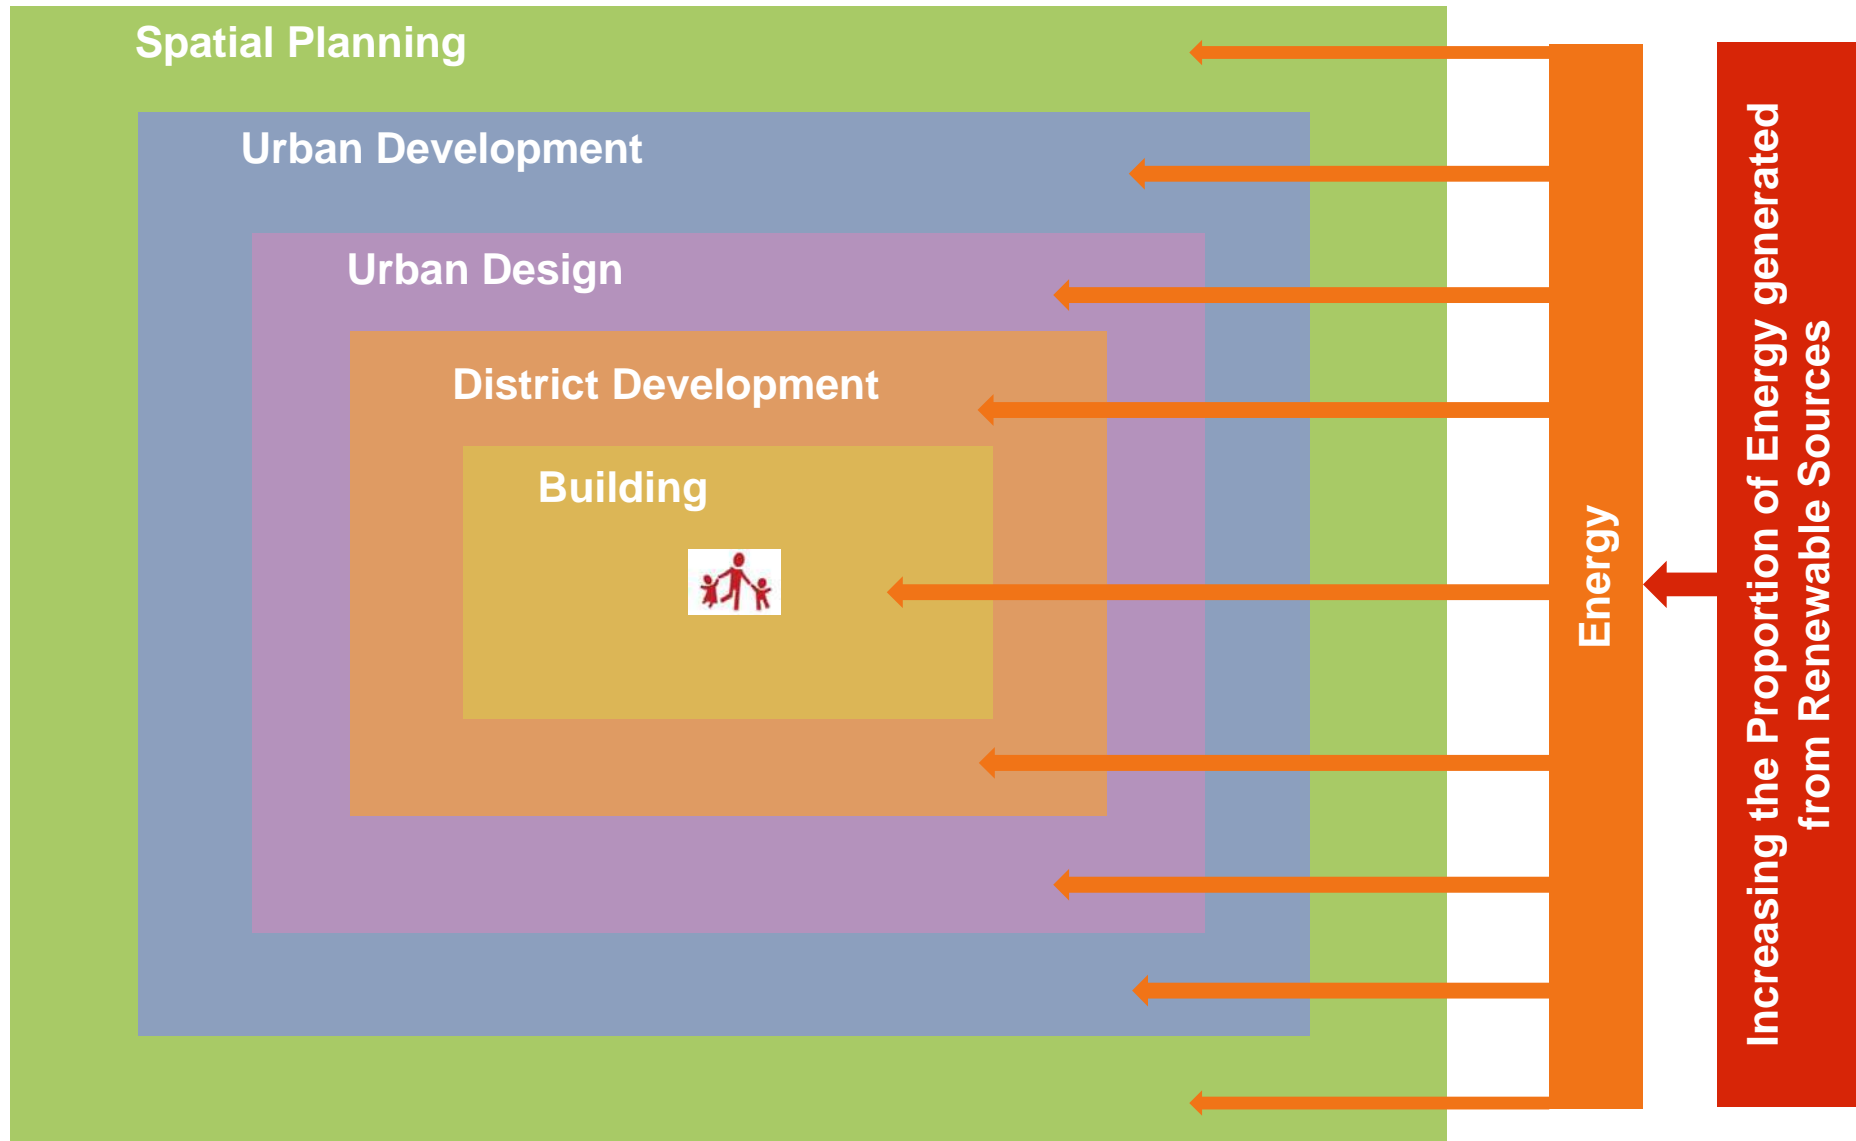 Spatial Planning
Urban Development
Urban Design
District Development
Building
Energy
Increasing the Proportion of Energy generated
from Renewable Sources